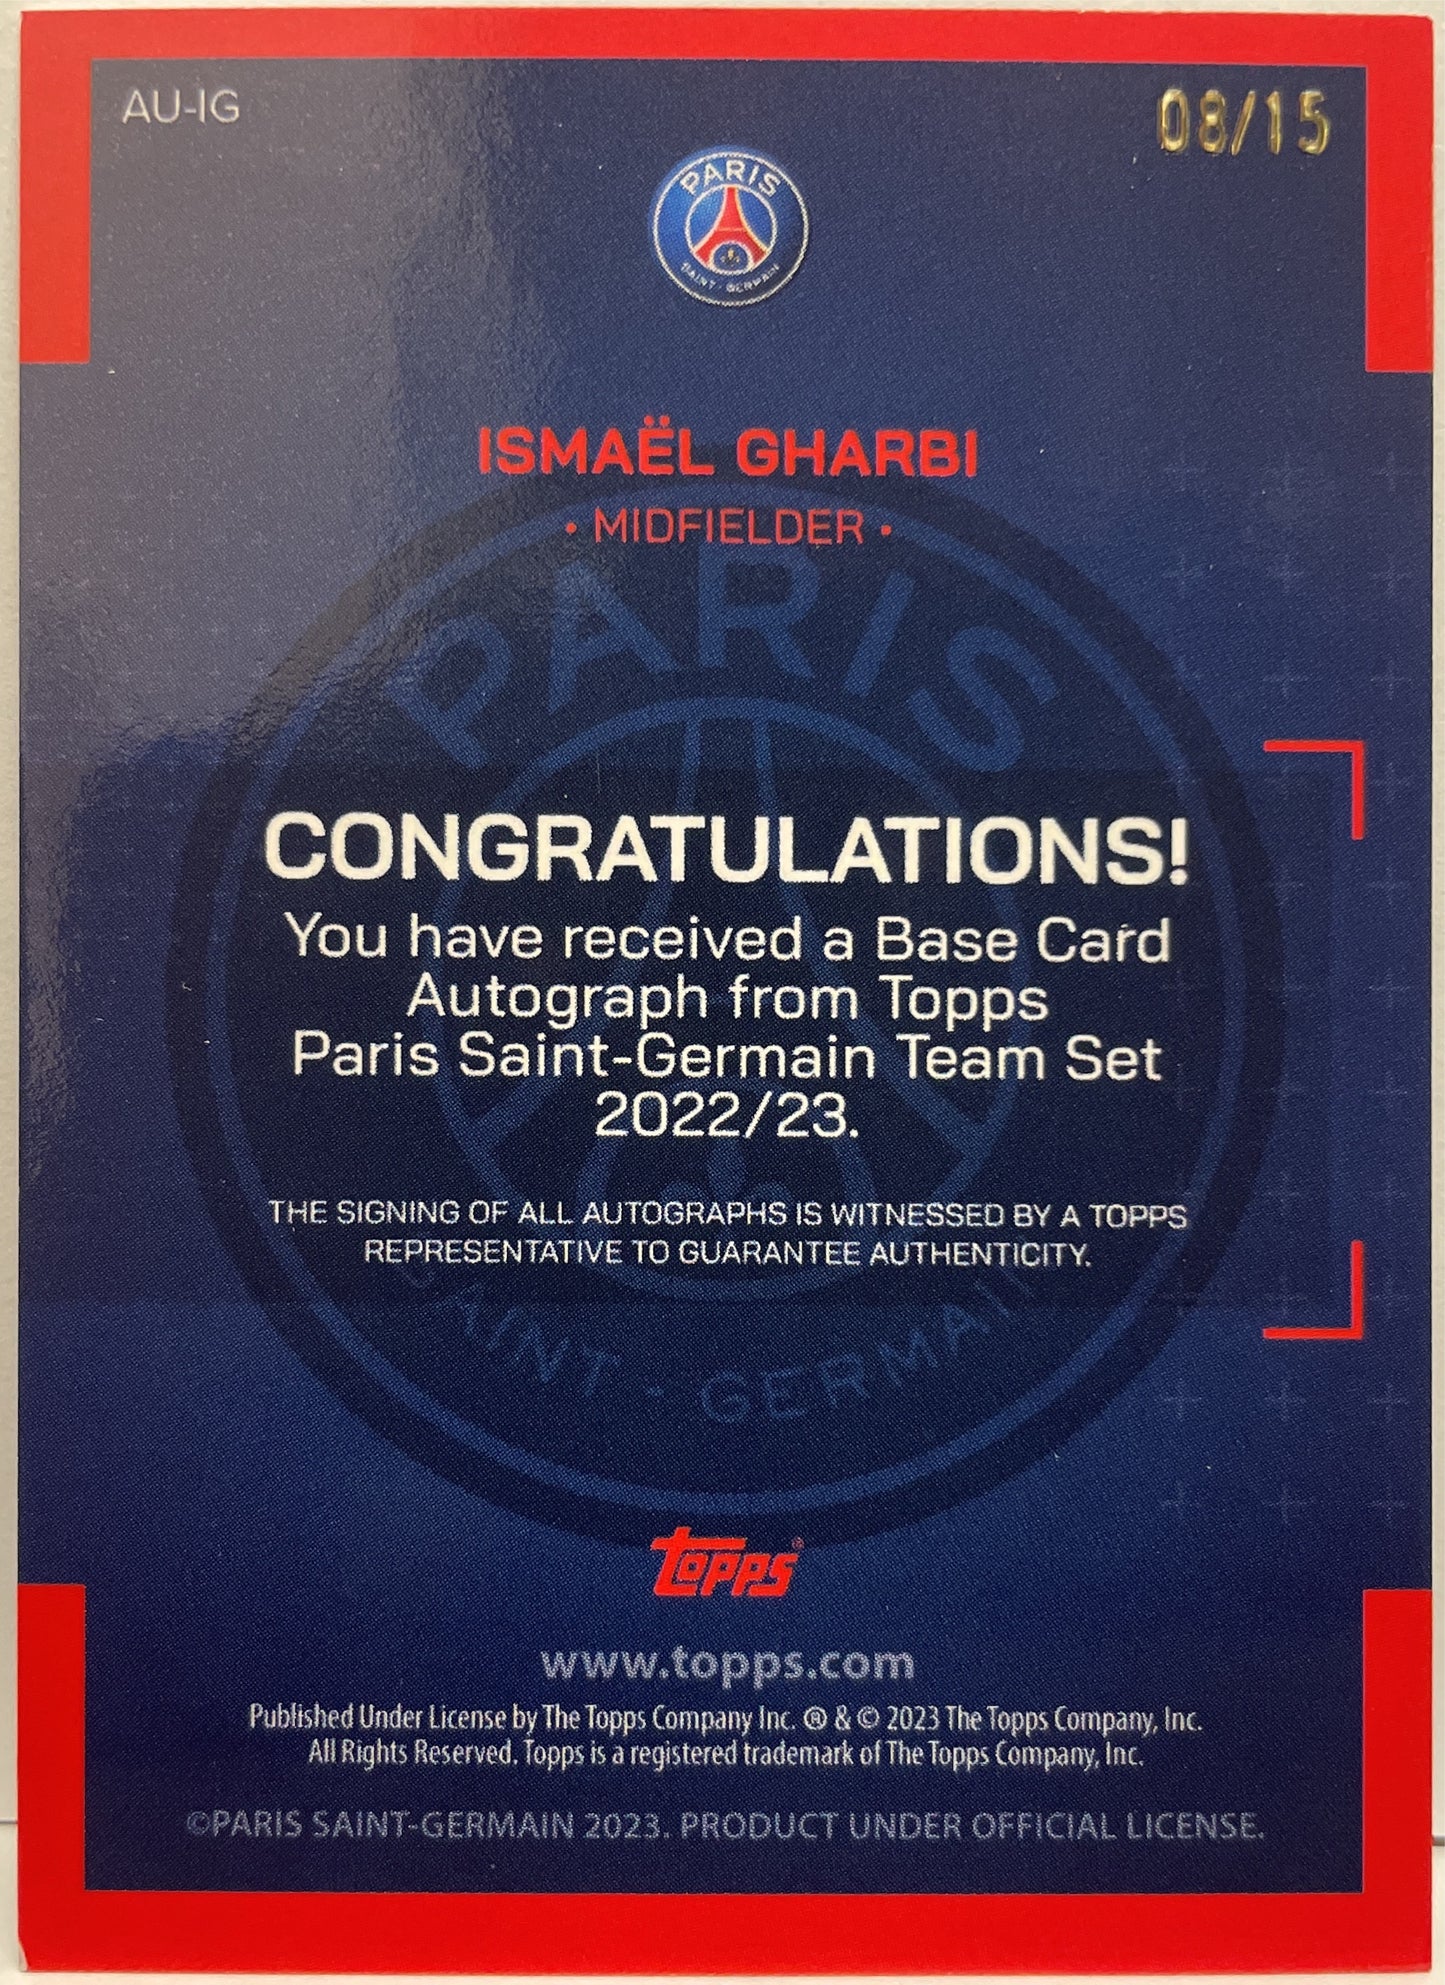 AU-IG
08/15
PARIS
SAINT-GERMAIN
ISMAËL GHARBI
• MIDFIELDER •
PARIS
CONGRATULATIONS!
You have received a Base Card
Autograph from Topps
Paris Saint-Germain Team Set
2022/23.
THE SIGNING OF ALL AUTOGRAPHS IS WITNESSED BY A TOPPS
REPRESENTATIVE TO GUARANTEE AUTHENTICITY.
SAINT · GERMAIN
topps®
www.topps.com
Published Under License by The Topps Company Inc. ® & © 2023 The Topps Company, Inc.
All Rights Reserved. Topps is a registered trademark of The Topps Company, Inc.
©PARIS SAINT-GERMAIN 2023. PRODUCT UNDER OFFICIAL LICENSE.